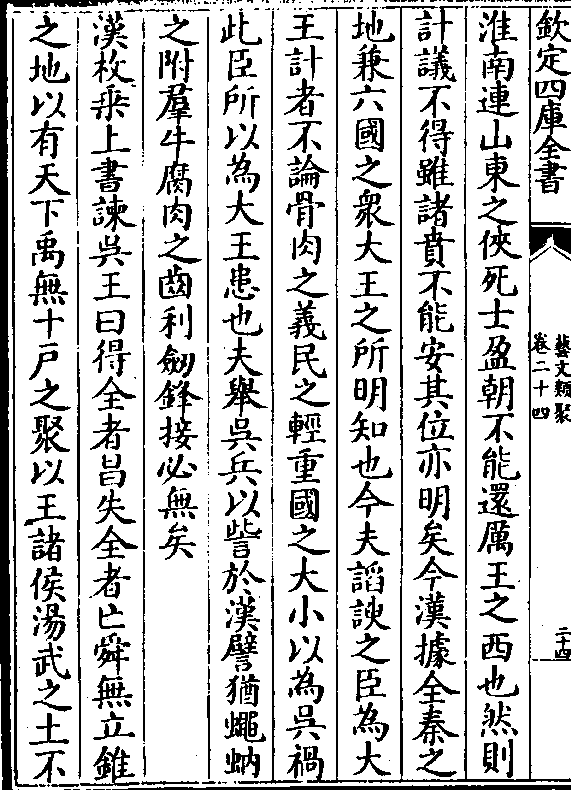 欽定四庫全書
藝文類聚
卷二十四
二十四
淮南連山東之俠死士盈朝不能還厲王之西也然則
計議不得雖諸賁不能安其位亦明矣今漢據全秦之
地兼六國之衆大王之所明知也今夫謟諛之臣為大
王計者不論骨肉之義民之輕重國之大小以為吳禍
此臣所以為大王患也夫舉吳兵以訾於漢譬猶蠅蚋
之附羣牛腐肉之齒利劒鋒接必無矣
漢枚乗上書諫吳王曰得全者昌失全者亡舜無立錐
之地以有天下禹無十戸之聚以王諸侯湯武之土不